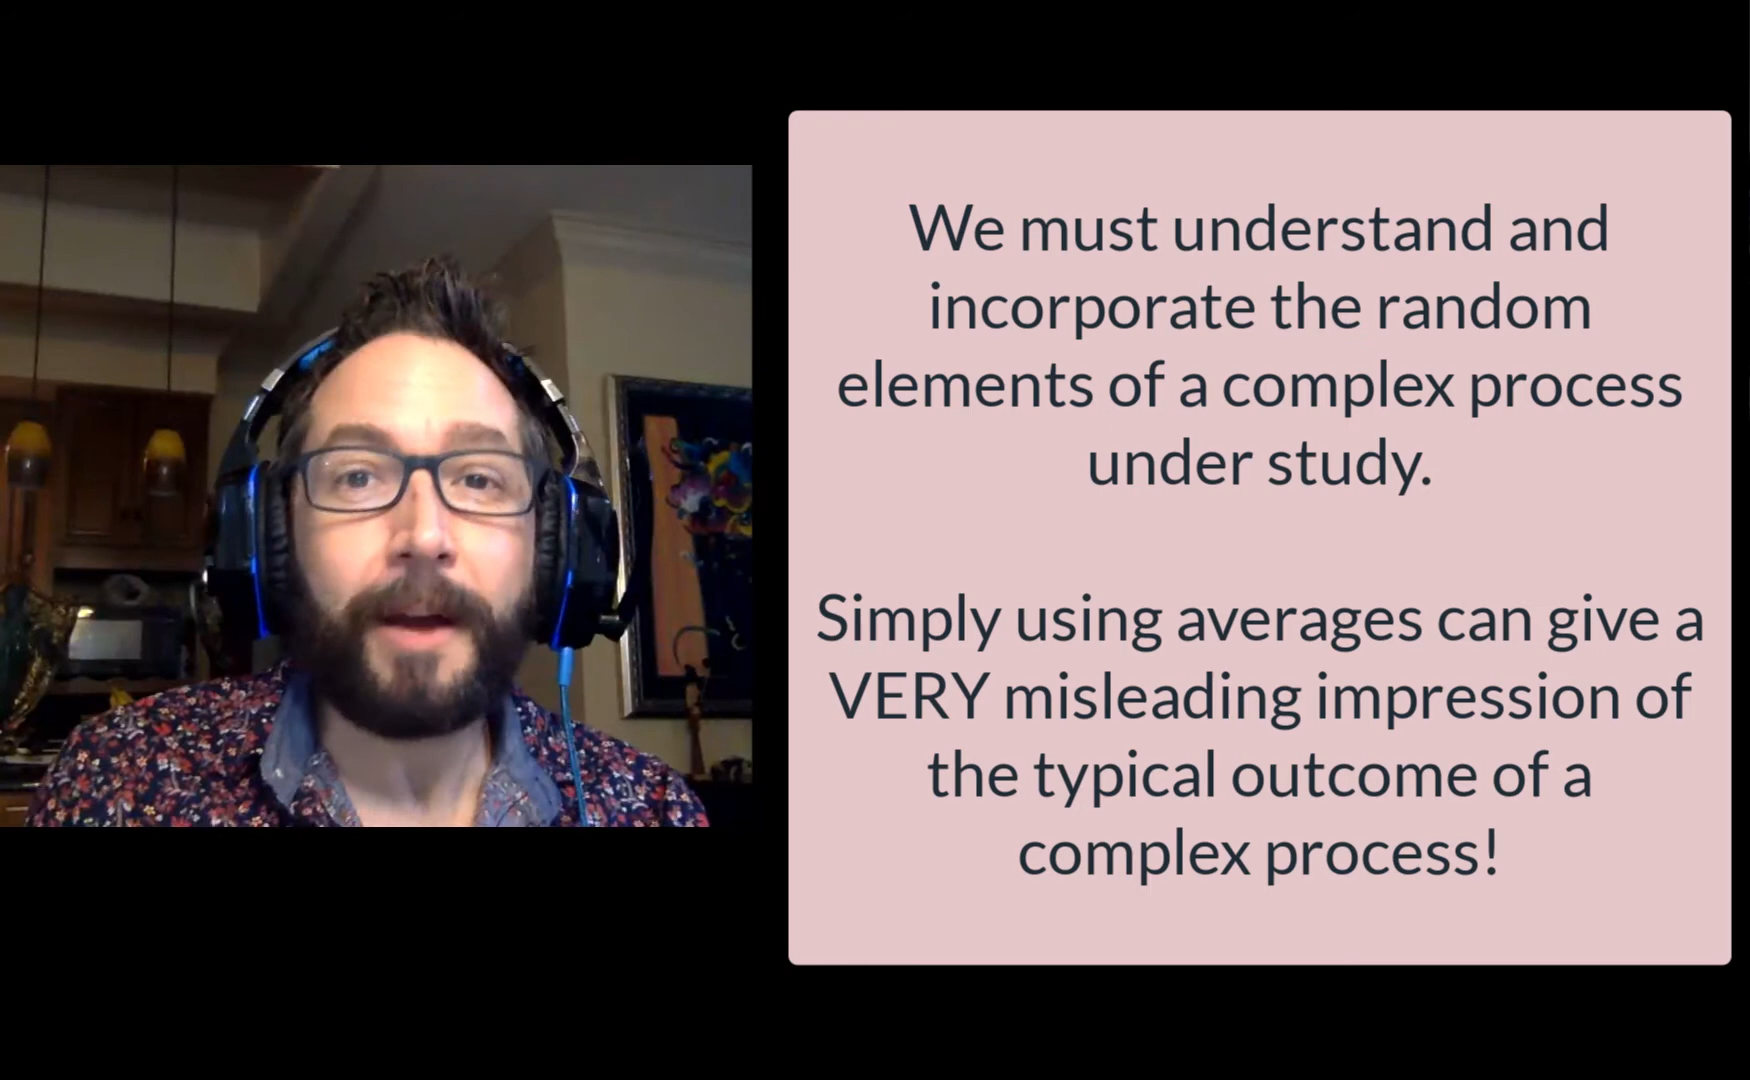 We must understand and
incorporate the random
elements of a complex process
under study.
Simply using averages can give a
VERY misleading impression of
the typical outcome of a
complex process!